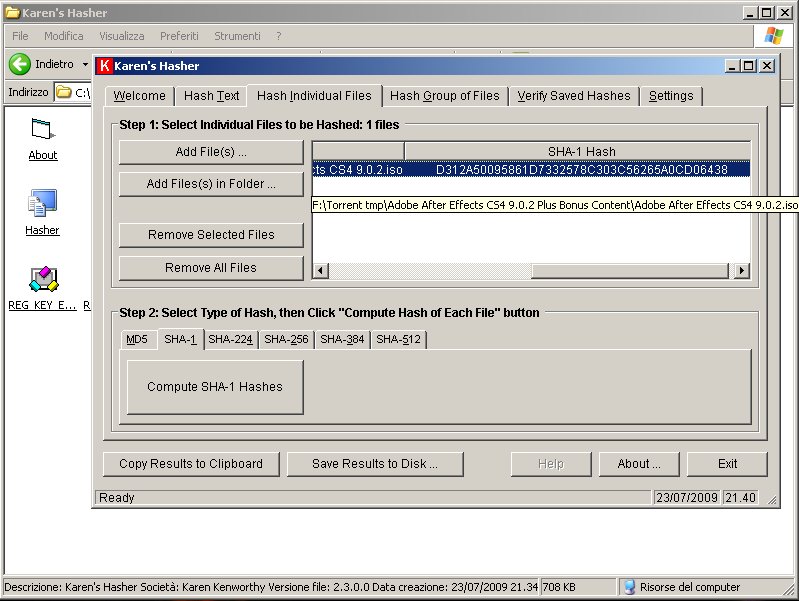 Karen's Hasher
File Modifica Visualizza Preferiti Strumenti ?
Indietro
Indirizzo C:\
About
Hasher
REG_KEY_E... R
K Karen's Hasher
Welcome Hash Text Hash Individual Files Hash Group of Files Verify Saved Hashes Settings
Step 1: Select Individual Files to be Hashed: 1 files
Add File(s) ...
Add Files(s) in Folder ...
Remove Selected Files
Remove All Files
SHA-1 Hash
cts CS4 9.0.2.iso D312A50095861D7332578C303C56265A0CD06438
F:\Torrent tmp\Adobe After Effects CS4 9.0.2 Plus Bonus Content\Adobe After Effects CS4 9.0.2.iso
Step 2: Select Type of Hash, then Click "Compute Hash of Each File" button
MD5 SHA-1 SHA-224 SHA-256 SHA-384 SHA-512
Compute SHA-1 Hashes
Copy Results to Clipboard Save Results to Disk ... Help About ... Exit
Ready 23/07/2009 21.40
Descrizione: Karen's Hasher Società: Karen Kenworthy Versione file: 2.3.0.0 Data creazione: 23/07/2009 21.34 708 KB Risorse del computer